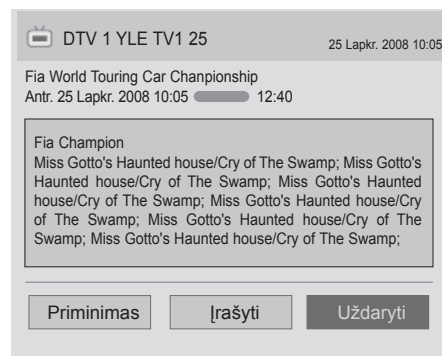 DTV 1 YLE TV1 25
25 Lapkr. 2008 10:05
Fia World Touring Car Chanpionship
Antr. 25 Lapkr. 2008 10:05 12:40
Fia Champion
Miss Gotto's Haunted house/Cry of The Swamp; Miss Gotto's
Haunted house/Cry of The Swamp; Miss Gotto's Haunted
house/Cry of The Swamp; Miss Gotto's Haunted house/Cry
of The Swamp; Miss Gotto's Haunted house/Cry of The
Swamp; Miss Gotto's Haunted house/Cry of The Swamp;
Priminimas Įrašyti Uždaryti